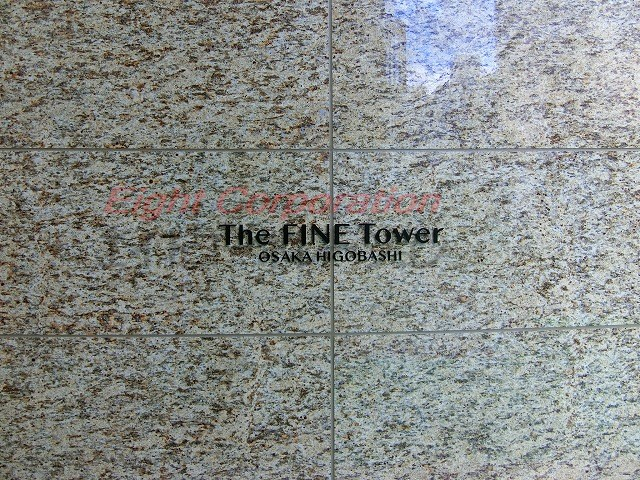 Eight Corporation
The FINE Tower
OSAKA HIGOBASHI